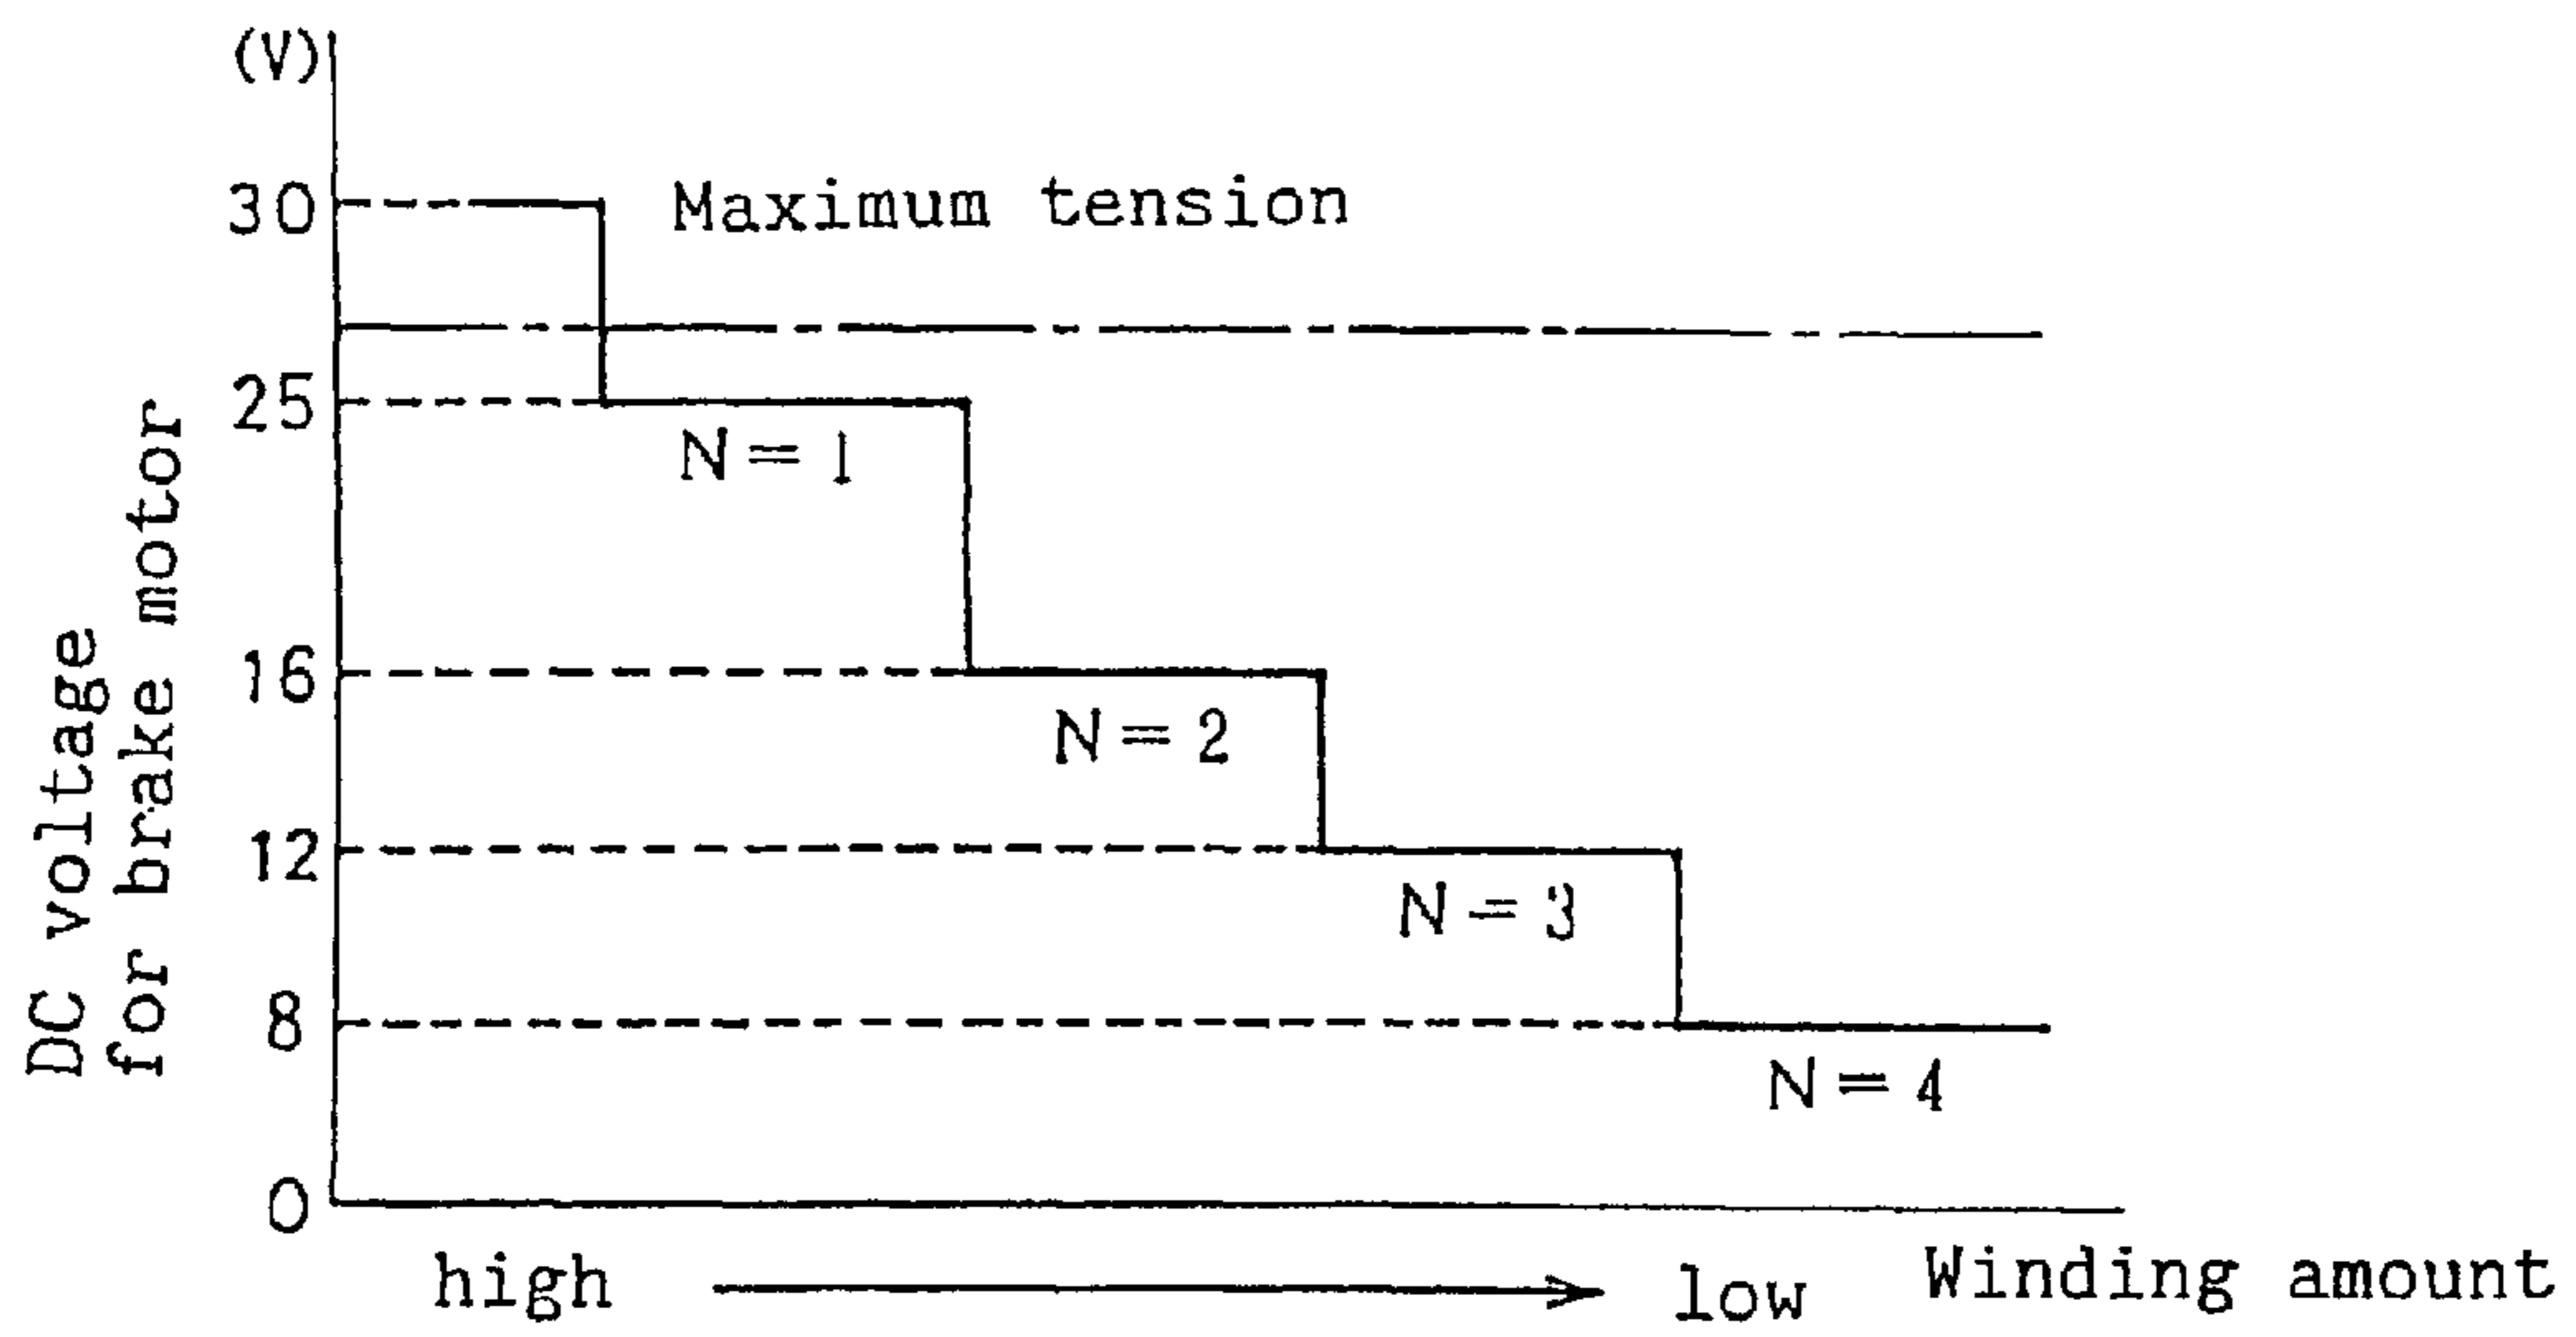 (V)
30
Maximum tension
25
N = 1
16
N = 2
12
N = 3
8
N = 4
0
DC voltage
for brake motor
high
low
Winding amount